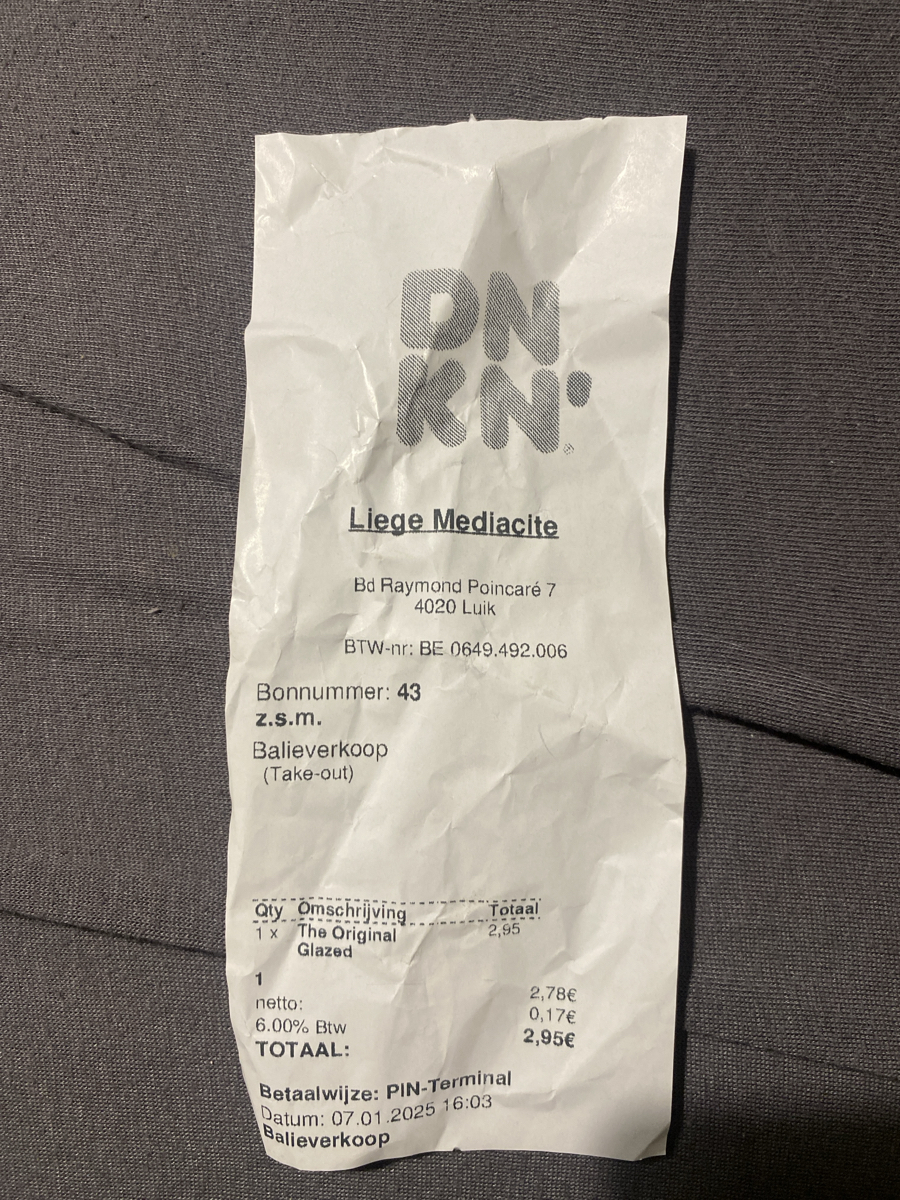 DN
KN'
Liege Mediacite
Bd Raymond Poincaré 7
4020 Luik
BTW-nr: BE 0649.492.006
Bonnummer: 43
z.s.m.
Balieverkoop
(Take-out)
Qty Omschrijving Totaal
1 x The Original 2,95
Glazed
1
netto: 2,78€
6.00% Btw 0,17€
TOTAAL: 2,95€
Betaalwijze: PIN-Terminal
Datum: 07.01.2025 16:03
Balieverkoop